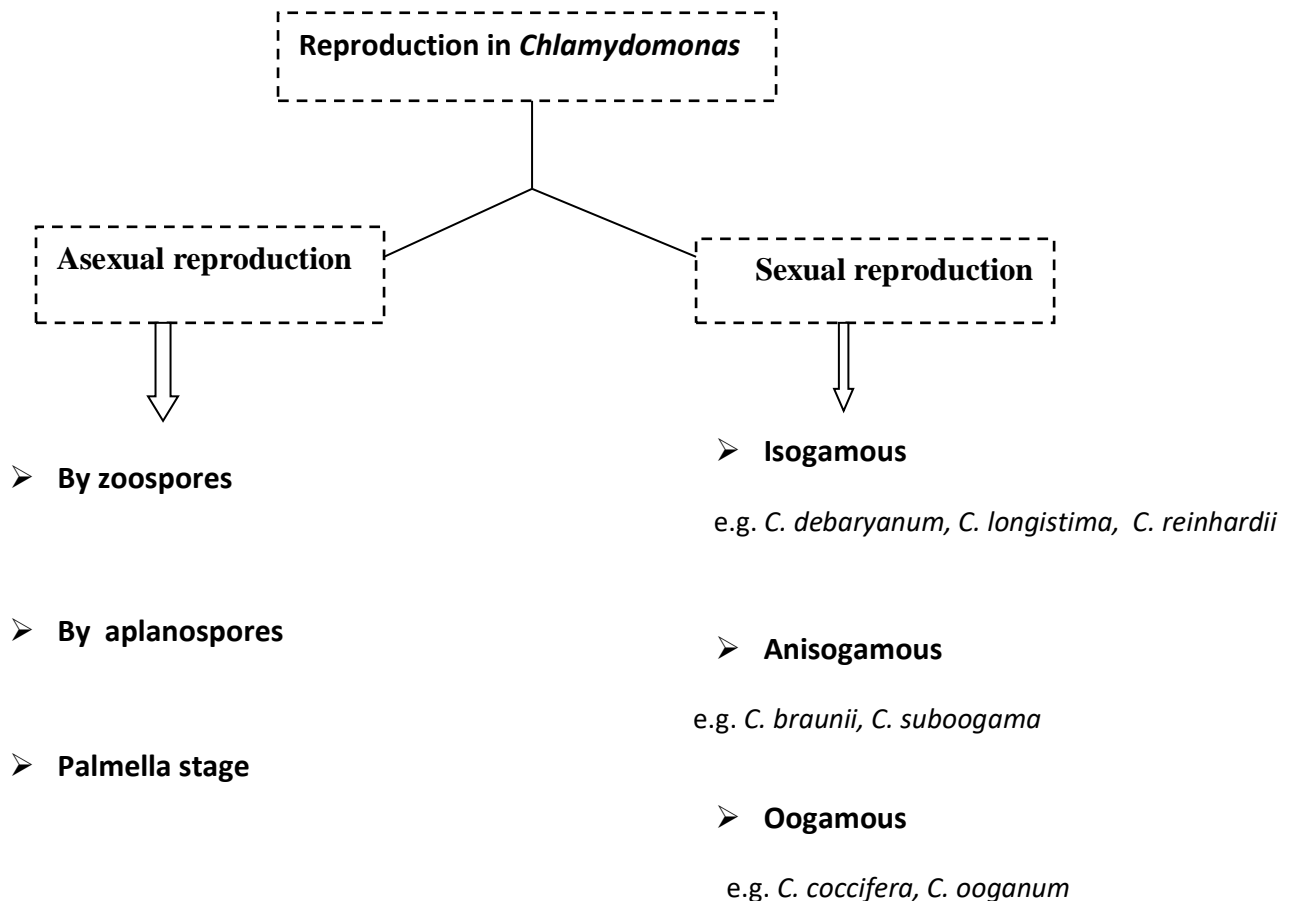 Reproduction in Chlamydomonas
Asexual reproduction
By zoospores
By aplanospores
Palmella stage
Sexual reproduction
Isogamous
e.g. C. debaryanum, C. longistima, C. reinhardii
Anisogamous
e.g. C. braunii, C. suboogama
Oogamous
e.g. C. coccifera, C. ooganum